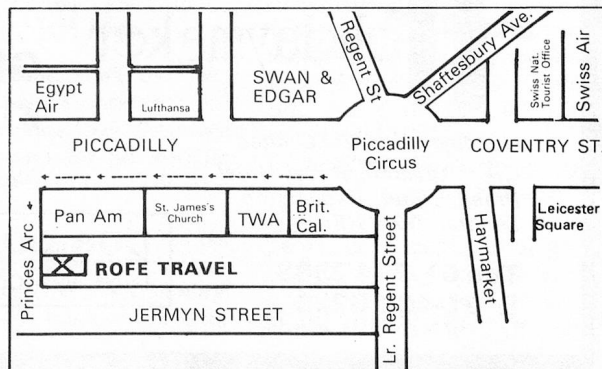 Regent St
Shaftesbury Ave.
Egypt
Air
Lufthansa
SWAN &
EDGAR
Swiss Nat.
Tourist Office
Swiss Air
PICCADILLY
Piccadilly
Circus
COVENTRY ST.
Pan Am
St. James's
Church
TWA
Brit.
Cal.
Leicester
Square
Princes Arc
ROFE TRAVEL
Haymarket
Lr. Regent Street
JERMYN STREET